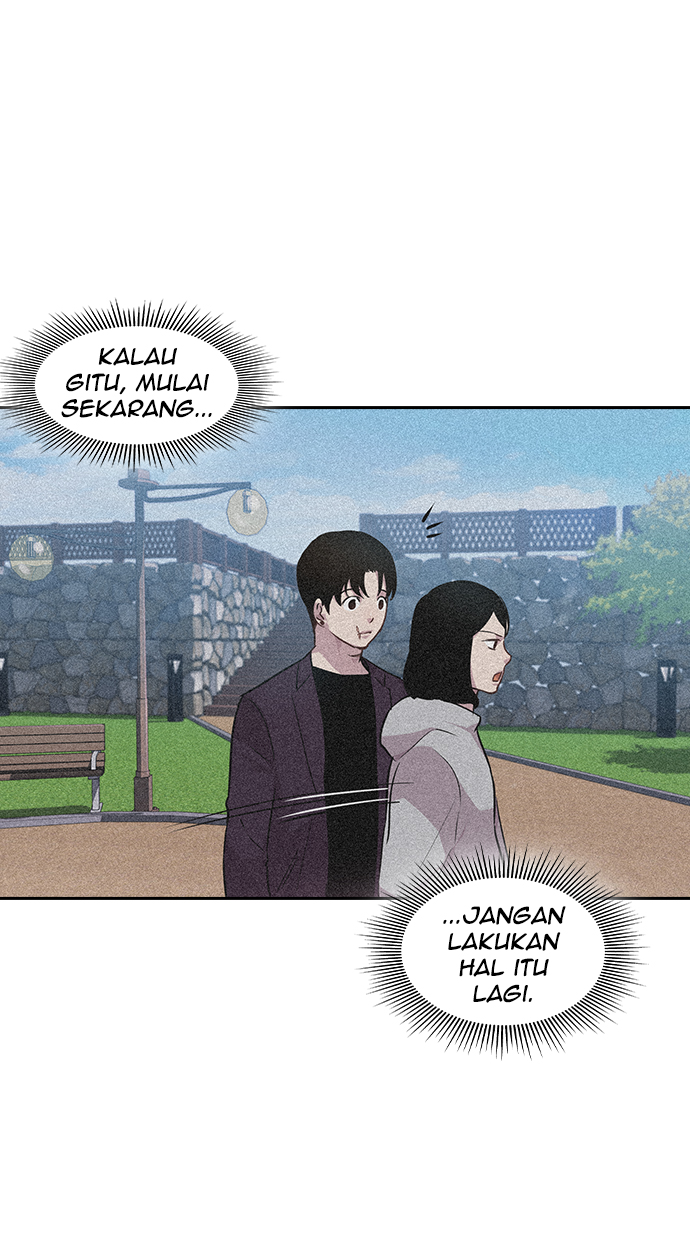 KALAU
GITU, MULAI
SEKARANG...
...JANGAN
LAKUKAN
HAL ITU
LAGI.